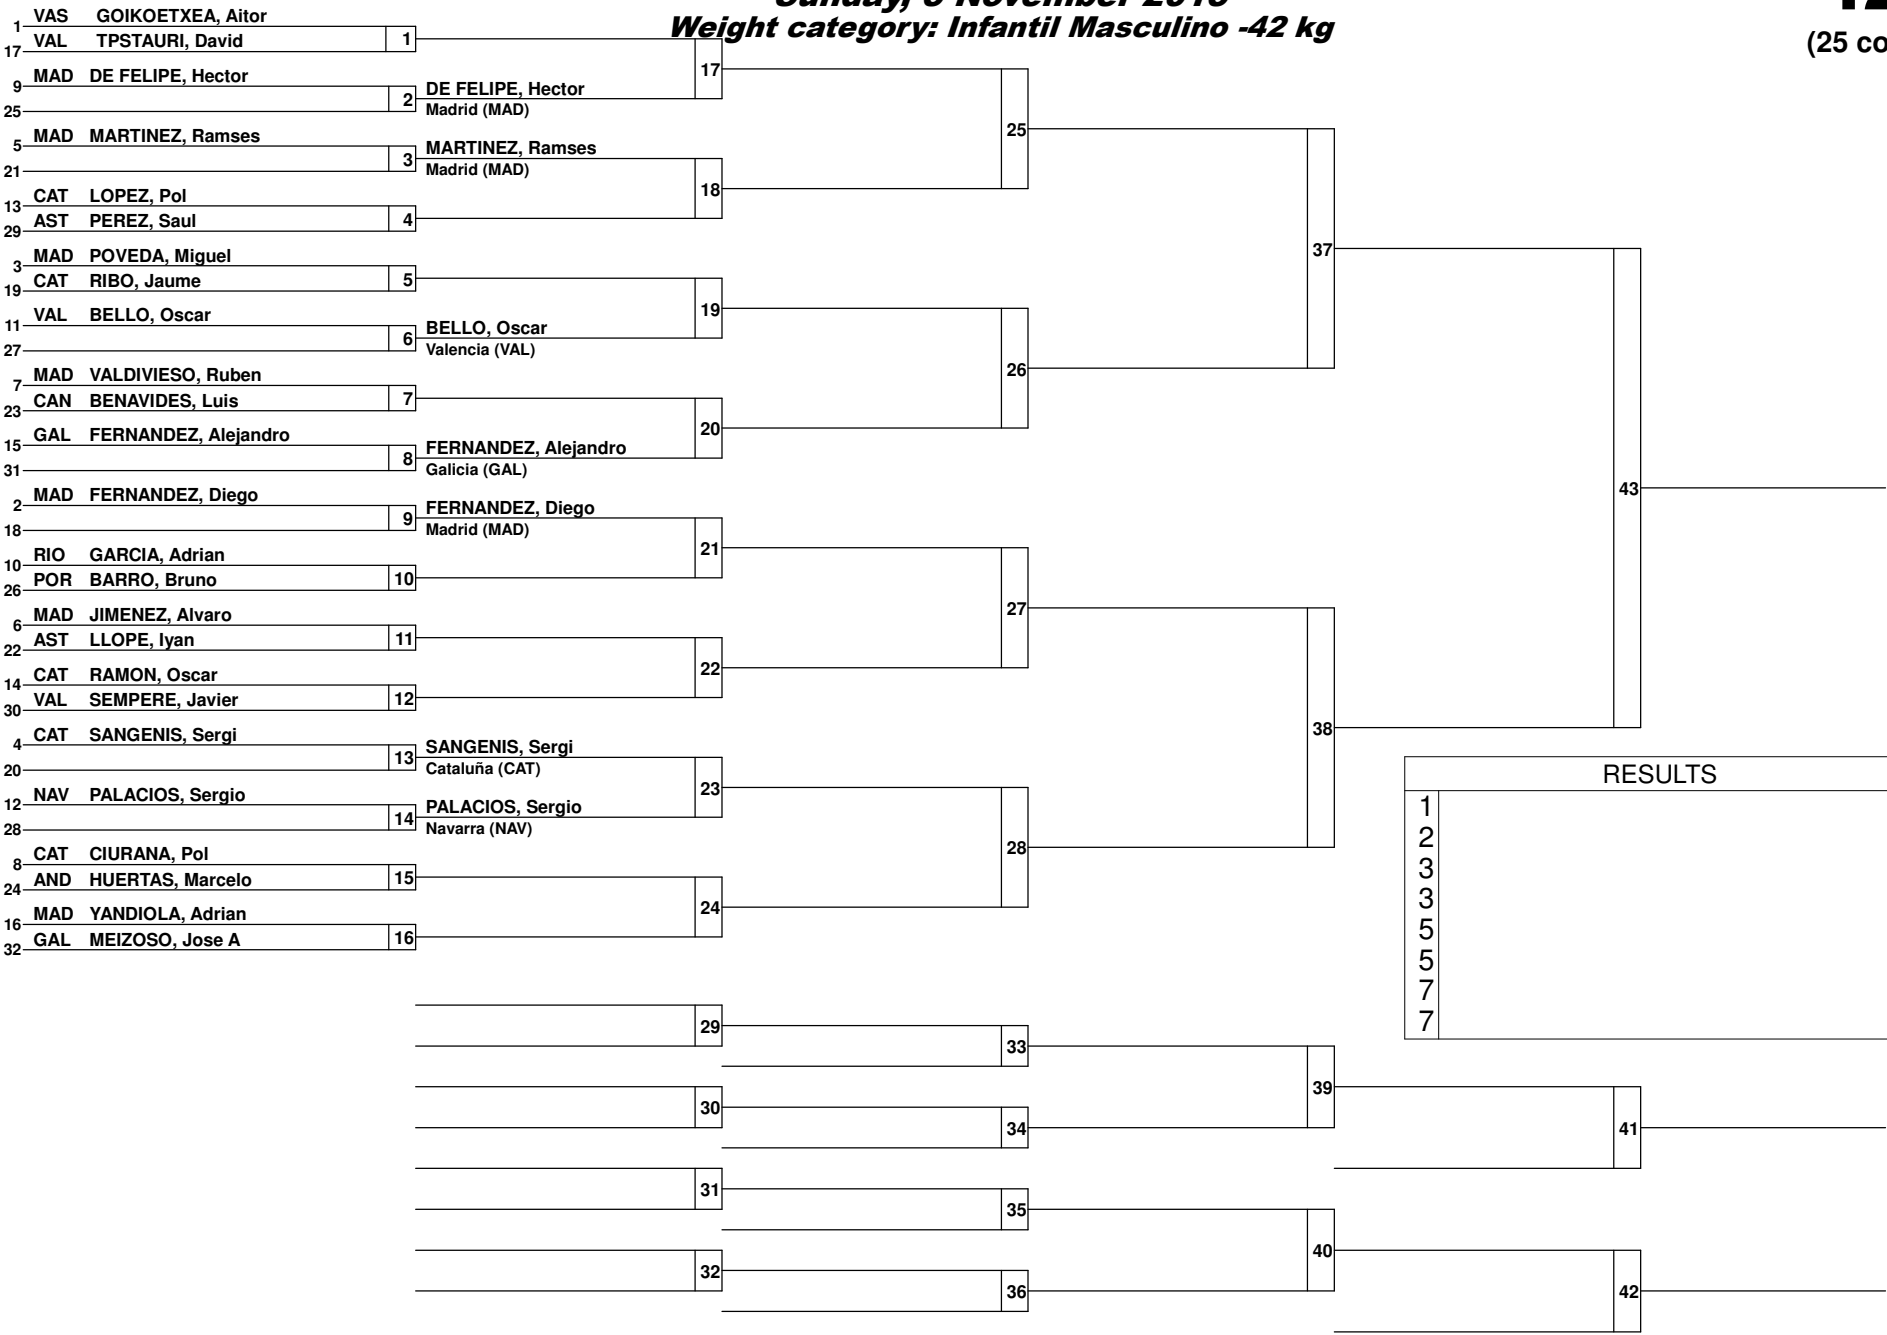 Weight category: Infantil Masculino -42 kg
(25 co
1 VAS GOIKOETXEA, Aitor
17 VAL TPSTAURI, David
1
9 MAD DE FELIPE, Hector
25
2
DE FELIPE, Hector
Madrid (MAD)
17
5 MAD MARTINEZ, Ramses
21
3
MARTINEZ, Ramses
Madrid (MAD)
18
25
13 CAT LOPEZ, Pol
29 AST PEREZ, Saul
4
3 MAD POVEDA, Miguel
19 CAT RIBO, Jaume
5
37
11 VAL BELLO, Oscar
27
6
BELLO, Oscar
Valencia (VAL)
19
26
7 MAD VALDIVIESO, Ruben
23 CAN BENAVIDES, Luis
7
20
15 GAL FERNANDEZ, Alejandro
31
8
FERNANDEZ, Alejandro
Galicia (GAL)
2 MAD FERNANDEZ, Diego
18
9
FERNANDEZ, Diego
Madrid (MAD)
43
21
10 RIO GARCIA, Adrian
26 POR BARRO, Bruno
10
27
6 MAD JIMENEZ, Alvaro
22 AST LLOPE, Iyan
11
22
14 CAT RAMON, Oscar
30 VAL SEMPERE, Javier
12
38
4 CAT SANGENIS, Sergi
20
13
SANGENIS, Sergi
Cataluña (CAT)
23
12 NAV PALACIOS, Sergio
28
14
PALACIOS, Sergio
Navarra (NAV)
28
8 CAT CIURANA, Pol
24 AND HUERTAS, Marcelo
15
24
16 MAD YANDIOLA, Adrian
32 GAL MEIZOSO, Jose A
16
RESULTS
1
2
3
3
5
5
7
7
29
33
39
30
34
41
31
35
40
32
36
42